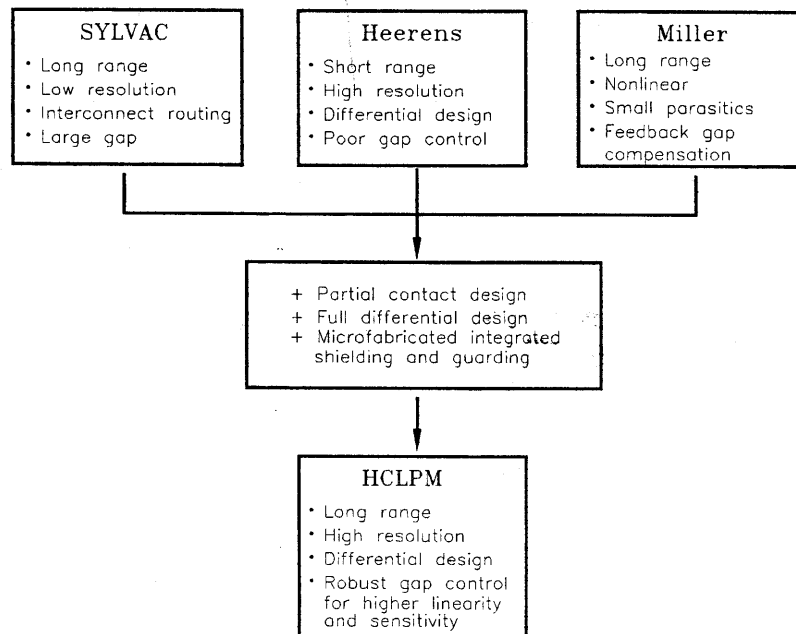 SYLVAC
• Long range
• Low resolution
• Interconnect routing
• Large gap
Heerens
• Short range
• High resolution
• Differential design
• Poor gap control
Miller
• Long range
• Nonlinear
• Small parasitics
• Feedback gap
compensation
+ Partial contact design
+ Full differential design
+ Microfabricated integrated
shielding and guarding
HCLPM
• Long range
• High resolution
• Differential design
• Robust gap control
for higher linearity
and sensitivity